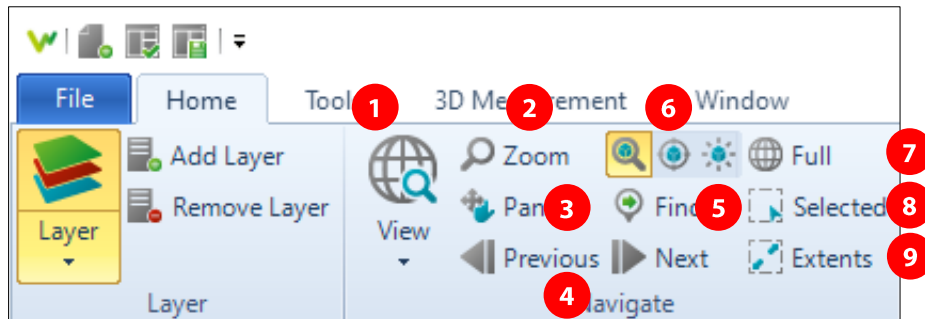 File Home Tool 1 3D Me 2 rement 6 Window
Add Layer Zoom Full 7
Remove Layer Pan 3 Find 5 Selected 8
Layer View Previous Next Extents 9
Layer 4 avigate